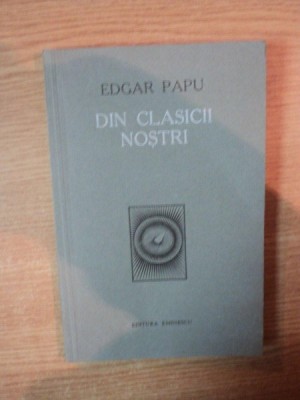 EDGAR PAPU
DIN CLASICII
NOȘTRI
EDITURA EMINESCU